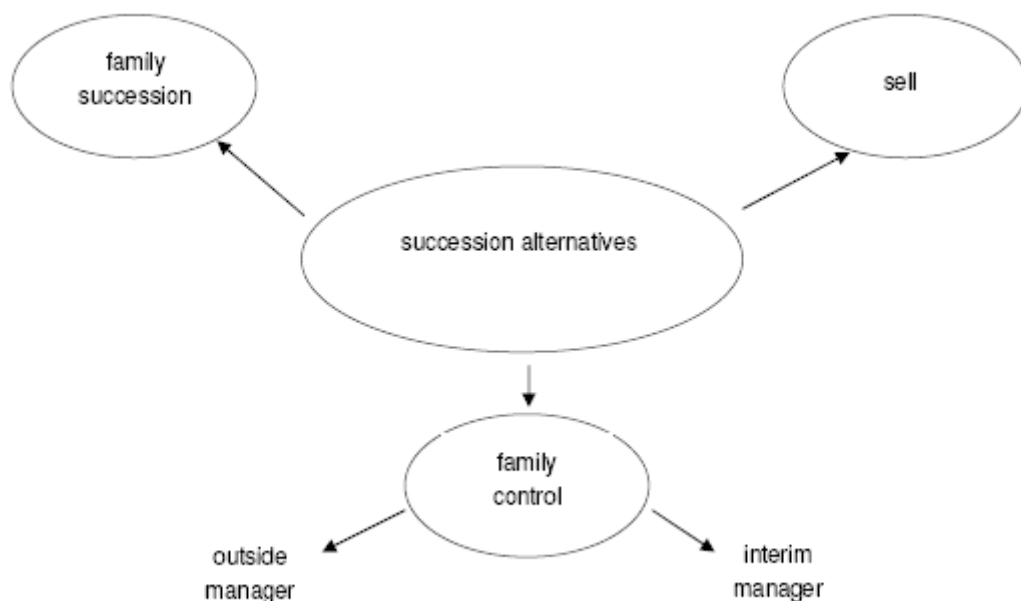 family
succession
sell
succession alternatives
family
control
outside
manager
interim
manager